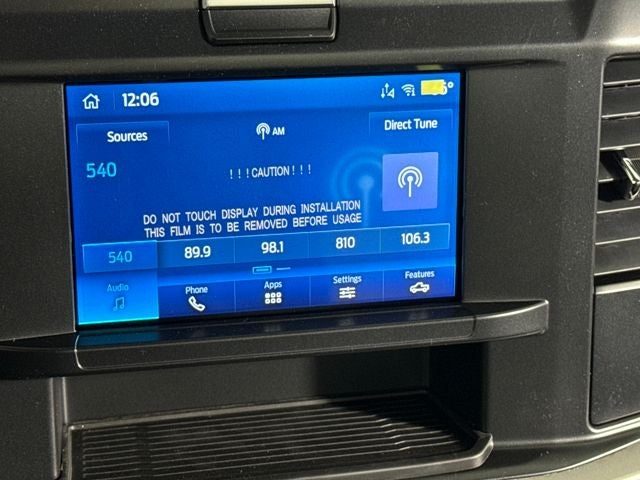 12:06
5°
Sources
AM
Direct Tune
540
!!!CAUTION!!!
DO NOT TOUCH DISPLAY DURING INSTALLATION
THIS FILM IS TO BE REMOVED BEFORE USAGE
540 89.9 98.1 810 106.3
Audio Phone Apps Settings Features